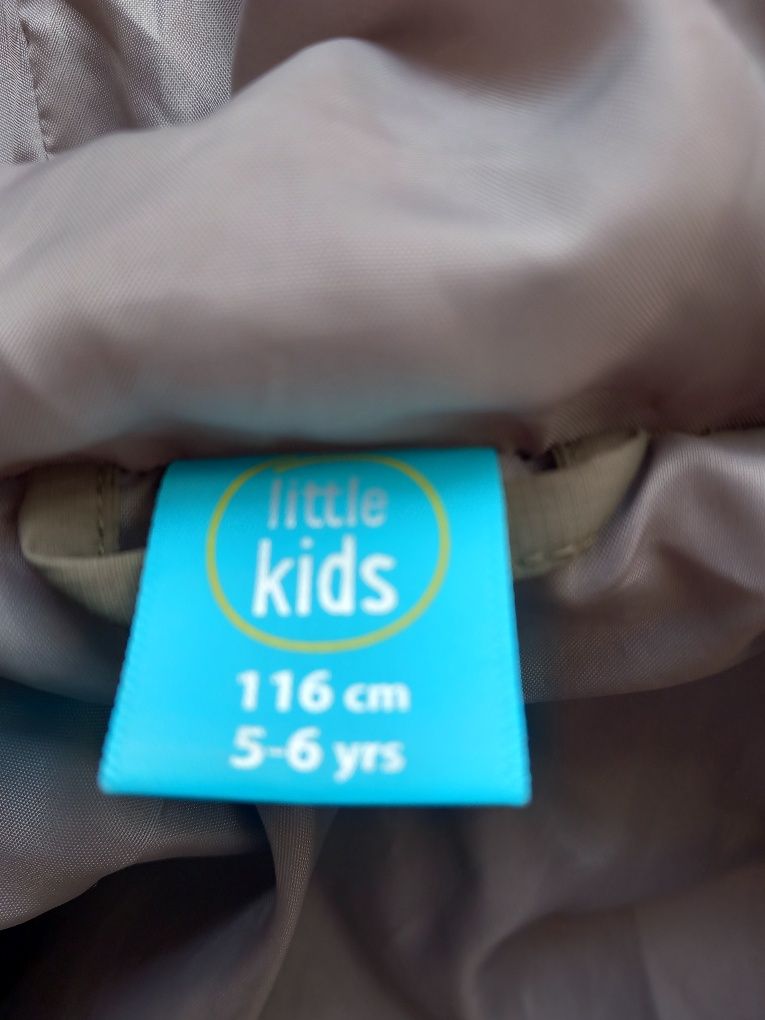 little
kids
116 cm
5-6 yrs